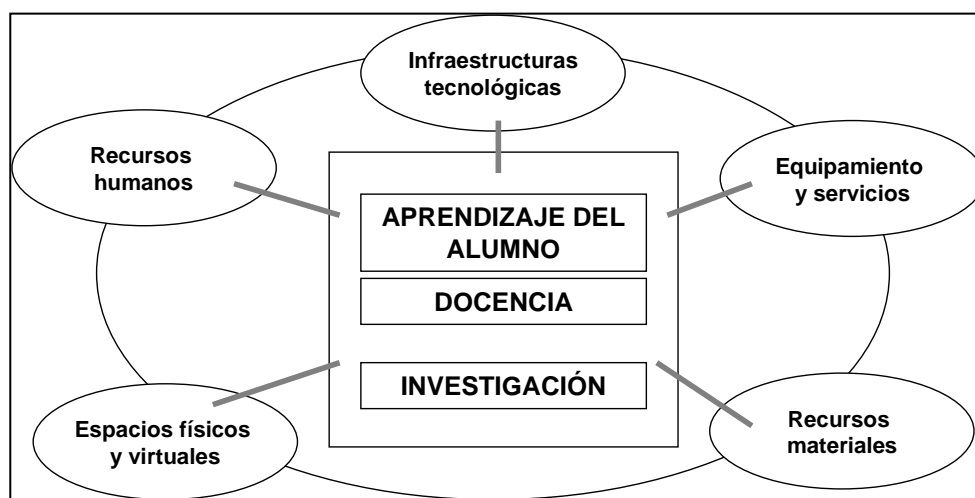 Infraestructuras
tecnológicas
Recursos
humanos
Equipamiento
y servicios
APRENDIZAJE DEL
ALUMNO
DOCENCIA
INVESTIGACIÓN
Espacios físicos
y virtuales
Recursos
materiales